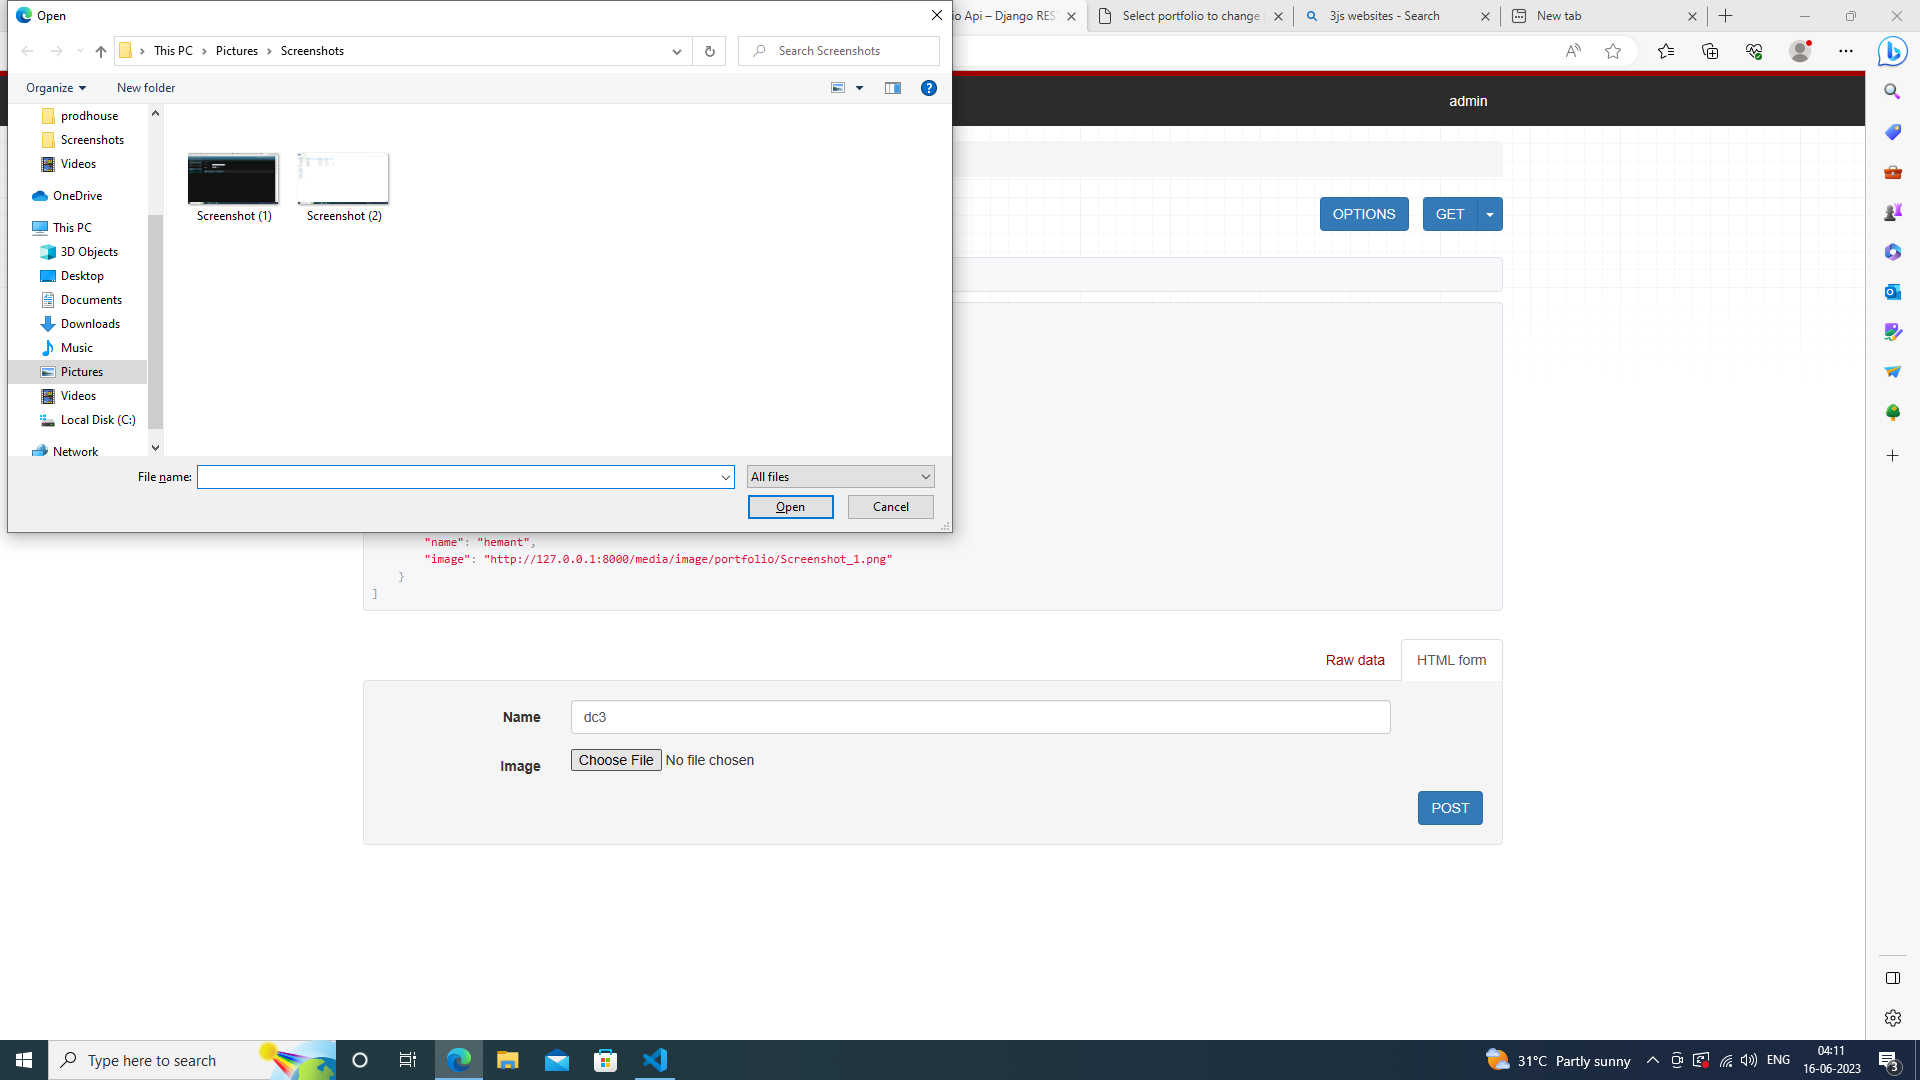 Open
io Api – Django RES
Select portfolio to change
3js websites - Search
New tab
This PC
Pictures
Screenshots
Search Screenshots
Organize
New folder
admin
prodhouse
Screenshots
Videos
OneDrive
This PC
3D Objects
Desktop
Documents
Downloads
Music
Pictures
Videos
Local Disk (C:)
Network
Screenshot (1)
Screenshot (2)
OPTIONS
GET
File name:
All files
Open
Cancel
"name": "hemant",
"image": "http://127.0.0.1:8000/media/image/portfolio/Screenshot_1.png"
}
]
Raw data
HTML form
Name
dc3
Image
Choose File No file chosen
POST
Type here to search
31°C Partly sunny
ENG
04:11
16-06-2023
3